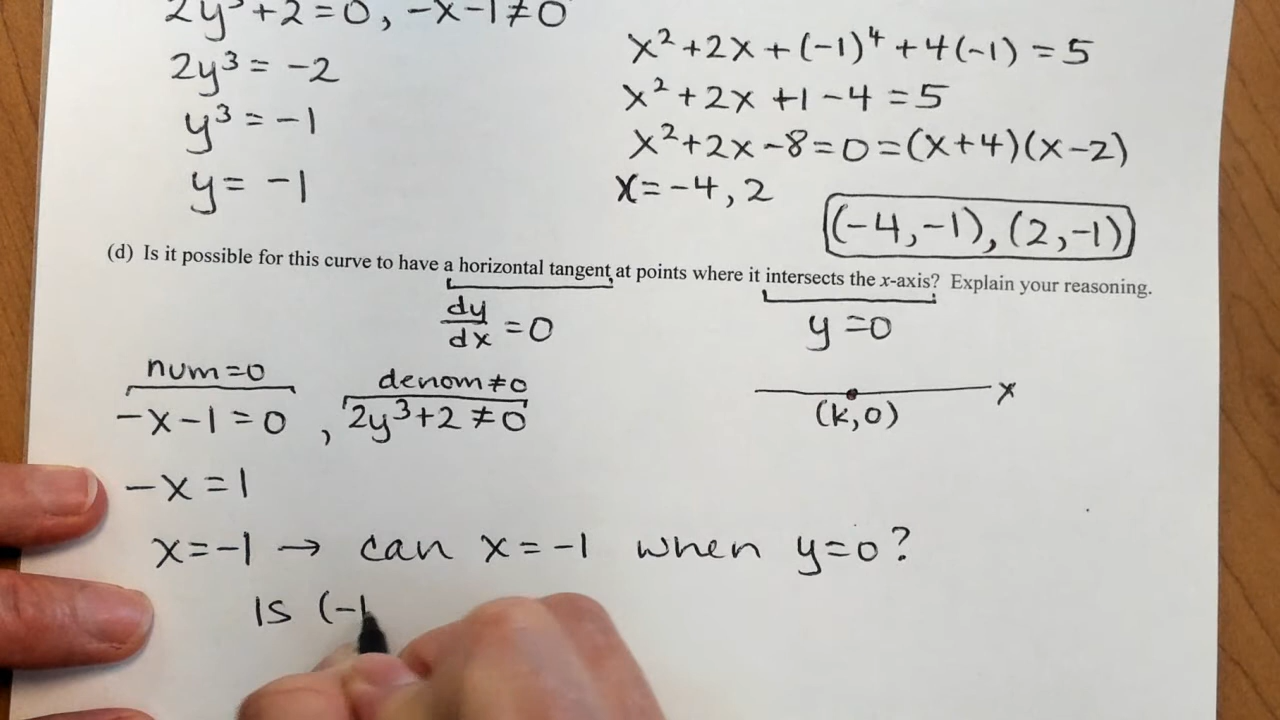 2y³+2=0, -x-1≠0
2y³ = -2
y³ = -1
y = -1
x²+2x+(-1)⁴+4(-1) = 5
x²+2x+1-4=5
x²+2x-8=0=(x+4)(x-2)
x=-4,2
(-4,-1),(2,-1)
(d) Is it possible for this curve to have a horizontal tangent at points where it intersects the x-axis? Explain your reasoning.
dy/dx = 0
y=0
num=0
denom≠0
-x-1=0, 2y³+2≠0
x
(k,0)
-x=1
x=-1 → can x=-1 when y=0?
Is (-1